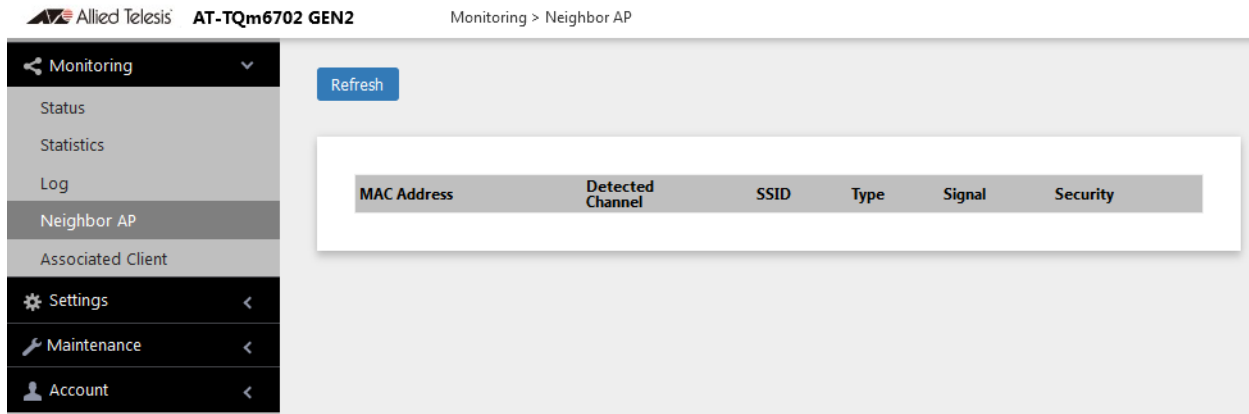 Allied Telesis AT-TQm6702 GEN2 Monitoring > Neighbor AP
Monitoring
Status
Statistics
Log
Neighbor AP
Associated Client
Settings
Maintenance
Account
Refresh
MAC Address Detected Channel SSID Type Signal Security